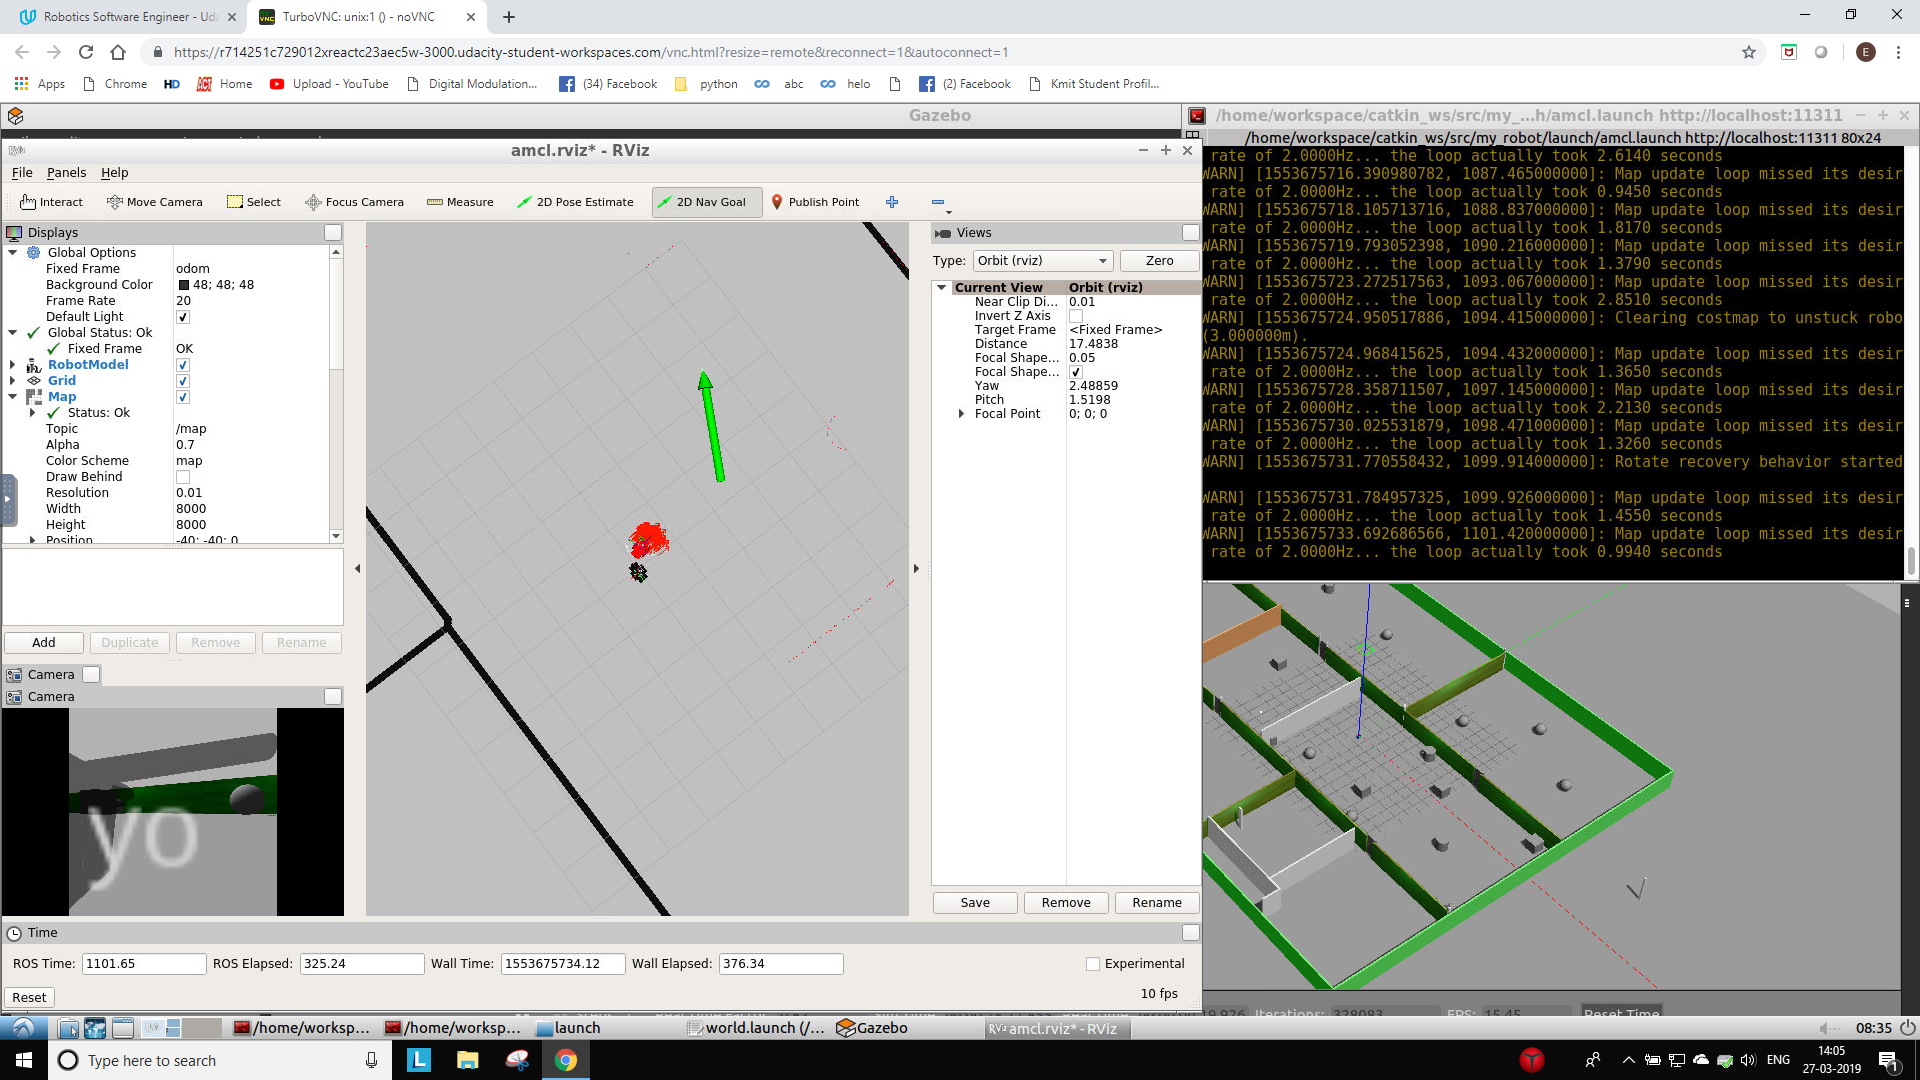 Robotics Software Engineer - Uda
TurboVNC: unix:1 () - noVNC
https://r714251c729012xreactc23aec5w-3000.udacity-student-workspaces.com/vnc.html?resize=remote&reconnect=1&autoconnect=1
E
Apps Chrome HD Home Upload - YouTube Digital Modulation... (34) Facebook python abc helo (2) Facebook Kmit Student Profil...
Gazebo
/home/workspace/catkin_ws/src/my_...h/amcl.launch http://localhost:11311
/home/workspace/catkin_ws/src/my_robot/launch/amcl.launch http://localhost:11311 80x24
amcl.rviz* - RViz
File Panels Help
Interact Move Camera Select Focus Camera Measure 2D Pose Estimate 2D Nav Goal Publish Point
Displays
Global Options
Fixed Frame odom
Background Color 48; 48; 48
Frame Rate 20
Default Light
Global Status: Ok
Fixed Frame OK
RobotModel
Grid
Map
Status: Ok
Topic /map
Alpha 0.7
Color Scheme map
Draw Behind
Resolution 0.01
Width 8000
Height 8000
Position -40; -40; 0
Add Duplicate Remove Rename
Camera
Camera
yo
Views
Type: Orbit (rviz) Zero
Current View Orbit (rviz)
Near Clip Di... 0.01
Invert Z Axis
Target Frame <Fixed Frame>
Distance 17.4838
Focal Shape... 0.05
Focal Shape...
Yaw 2.48859
Pitch 1.5198
Focal Point 0; 0; 0
Save Remove Rename
rate of 2.0000Hz... the loop actually took 2.6140 seconds
WARN] [1553675716.390980782, 1087.465000000]: Map update loop missed its desir
rate of 2.0000Hz... the loop actually took 0.9450 seconds
WARN] [1553675718.105713716, 1088.837000000]: Map update loop missed its desir
rate of 2.0000Hz... the loop actually took 1.8170 seconds
WARN] [1553675719.793052398, 1090.216000000]: Map update loop missed its desir
rate of 2.0000Hz... the loop actually took 1.3790 seconds
WARN] [1553675723.272517563, 1093.067000000]: Map update loop missed its desir
rate of 2.0000Hz... the loop actually took 2.8510 seconds
WARN] [1553675724.950517886, 1094.415000000]: Clearing costmap to unstuck robo
(3.000000m).
WARN] [1553675724.968415625, 1094.432000000]: Map update loop missed its desir
rate of 2.0000Hz... the loop actually took 1.3650 seconds
WARN] [1553675728.358711507, 1097.145000000]: Map update loop missed its desir
rate of 2.0000Hz... the loop actually took 2.2130 seconds
WARN] [1553675730.025531879, 1098.471000000]: Map update loop missed its desir
rate of 2.0000Hz... the loop actually took 1.3260 seconds
WARN] [1553675731.770558432, 1099.914000000]: Rotate recovery behavior started
WARN] [1553675731.784957325, 1099.926000000]: Map update loop missed its desir
rate of 2.0000Hz... the loop actually took 1.4550 seconds
WARN] [1553675733.692686566, 1101.420000000]: Map update loop missed its desir
rate of 2.0000Hz... the loop actually took 0.9940 seconds
Time
ROS Time: 1101.65 ROS Elapsed: 325.24 Wall Time: 1553675734.12 Wall Elapsed: 376.34 Experimental
Reset 10 fps
Iterations: 328083 FPS: 15.45 Reset Time
/home/worksp... /home/worksp... launch world.launch (/... Gazebo amcl.rviz* - RViz 08:35
Type here to search
ENG
14:05
27-03-2019
1